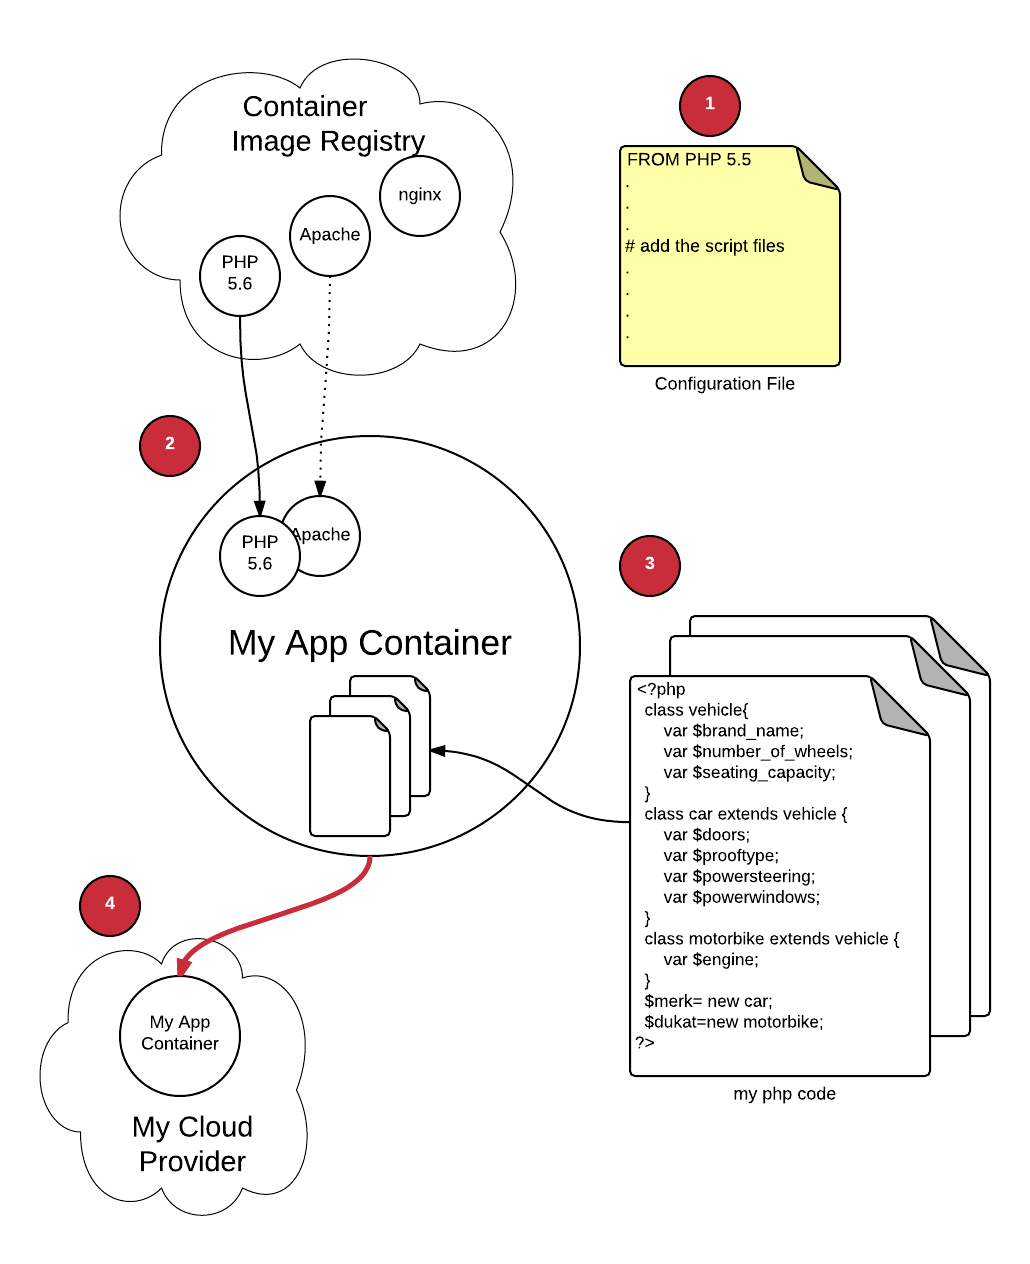 Container
Image Registry
nginx
Apache
PHP
5.6
1
FROM PHP 5.5
.
.
.
# add the script files
.
.
.
.
Configuration File
2
PHP
5.6
Apache
My App Container
3
<?php
class vehicle{
var $brand_name;
var $number_of_wheels;
var $seating_capacity;
}
class car extends vehicle {
var $doors;
var $prooftype;
var $powersteering;
var $powerwindows;
}
class motorbike extends vehicle {
var $engine;
}
$merk= new car;
$dukat=new motorbike;
?>
my php code
4
My App
Container
My Cloud
Provider